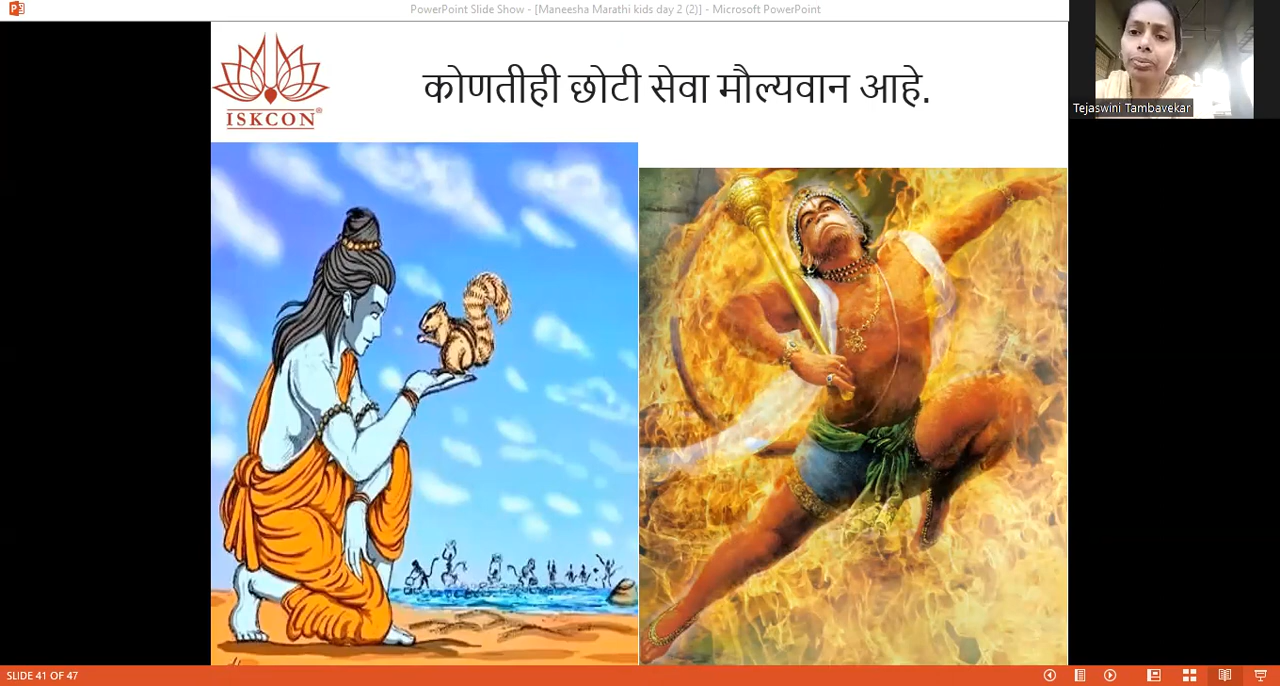 PowerPoint Slide Show - [Maneesha Marathi kids day 2 (2)] - Microsoft PowerPoint
ISKCON®
कोणतीही छोटी सेवा मौल्यवान आहे.
Tejaswini Tambavekar
SLIDE 41 OF 47